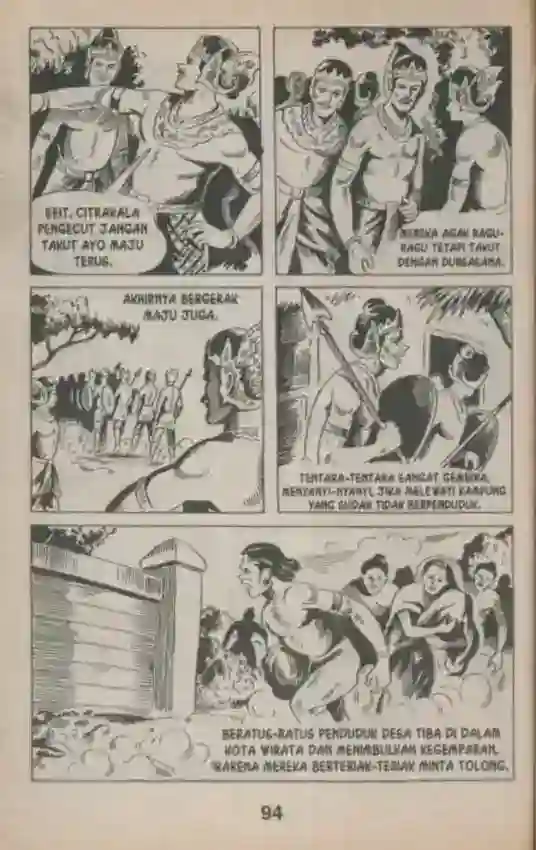 EEIT, CITRAKALA
PENGECUT JANGAN
TAKUT AYO MAJU
TERUS.
MEREKA AGAK RAGU-
RAGU TETAPI TAKUT
DENGAN DURSASANA.
AKHIRNYA BERGERAK
MAJU JUGA.
TENTARA-TENTARA SANGAT GEMBIRA,
MENYANYI-NYANYI, JIKA MELEWATI KAMPUNG
YANG SUDAH TIDAK BERPENDUDUK.
BERATUS-RATUS PENDUDUK DESA TIBA DI DALAM
KOTA WIRATA DAN MENIMBULKAN KEGEMPARAN,
KARENA MEREKA BERTERIAK-TERIAK MINTA TOLONG.
94